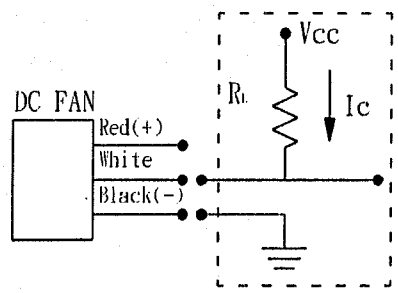 Vcc
DC FAN
RL
Ic
Red(+)
White
Black(-)